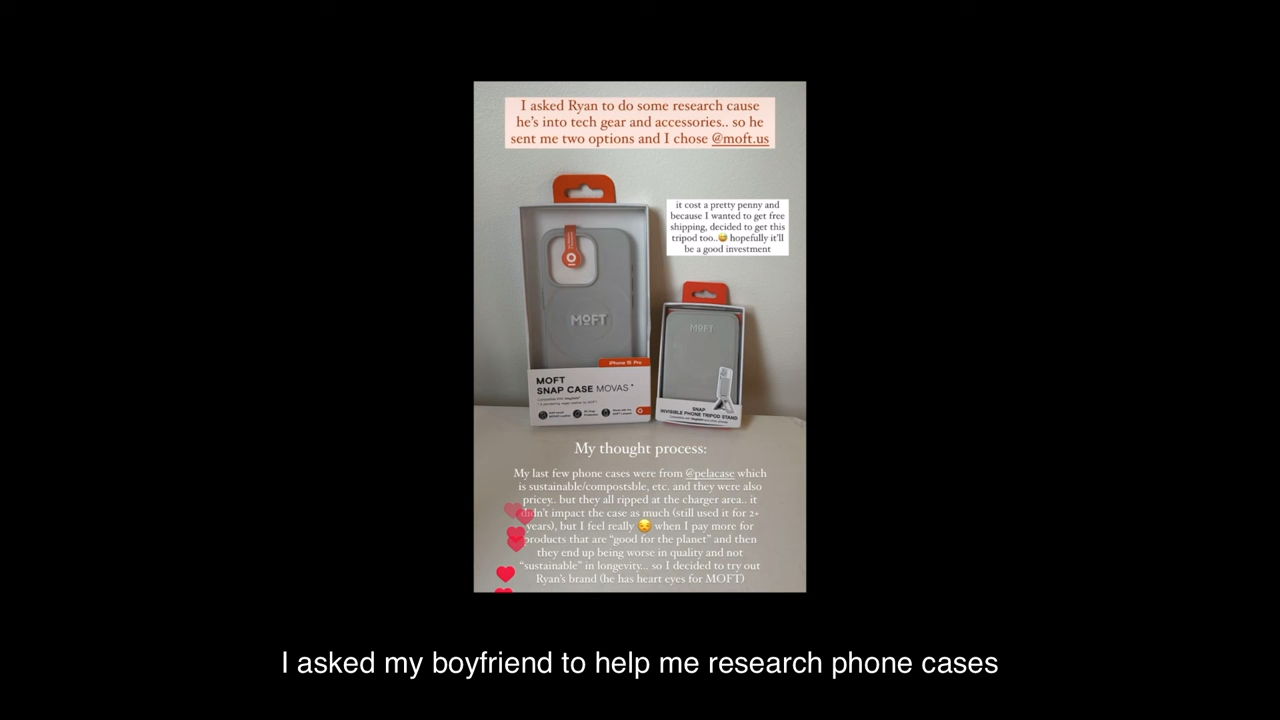 I asked Ryan to do some research cause
he's into tech gear and accessories.. so he
sent me two options and I chose @moft.us
it cost a pretty penny and
because I wanted to get free
shipping, decided to get this
tripod too..😅 hopefully it'll
be a good investment
MOFT
MOFT
iPhone 15 Pro
MOFT
SNAP CASE MOVAS
SNAP
INVISIBLE PHONE TRIPOD STAND
My thought process:
My last few phone cases were from @pelacase which
is sustainable/compostsble, etc. and they were also
pricey.. but they all ripped at the charger area.. it
didn't impact the case as much (still used it for 2+
years), but I feel really 😔 when I pay more for
products that are "good for the planet" and then
they end up being worse in quality and not
"sustainable" in longevity... so I decided to try out
Ryan's brand (he has heart eyes for MOFT)
I asked my boyfriend to help me research phone cases